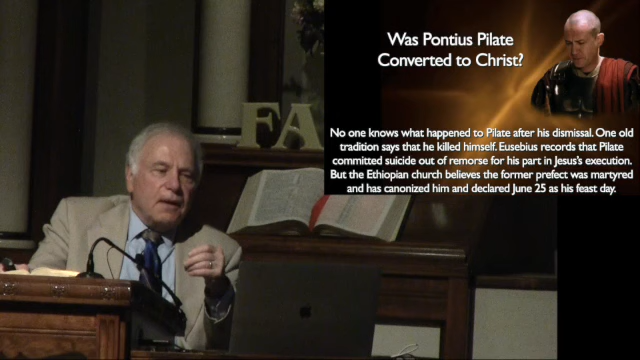 Was Pontius Pilate
Converted to Christ?
No one knows what happened to Pilate after his dismissal. One old
tradition says that he killed himself. Eusebius records that Pilate
committed suicide out of remorse for his part in Jesus's execution.
But the Ethiopian church believes the former prefect was martyred
and has canonized him and declared June 25 as his feast day.
FA